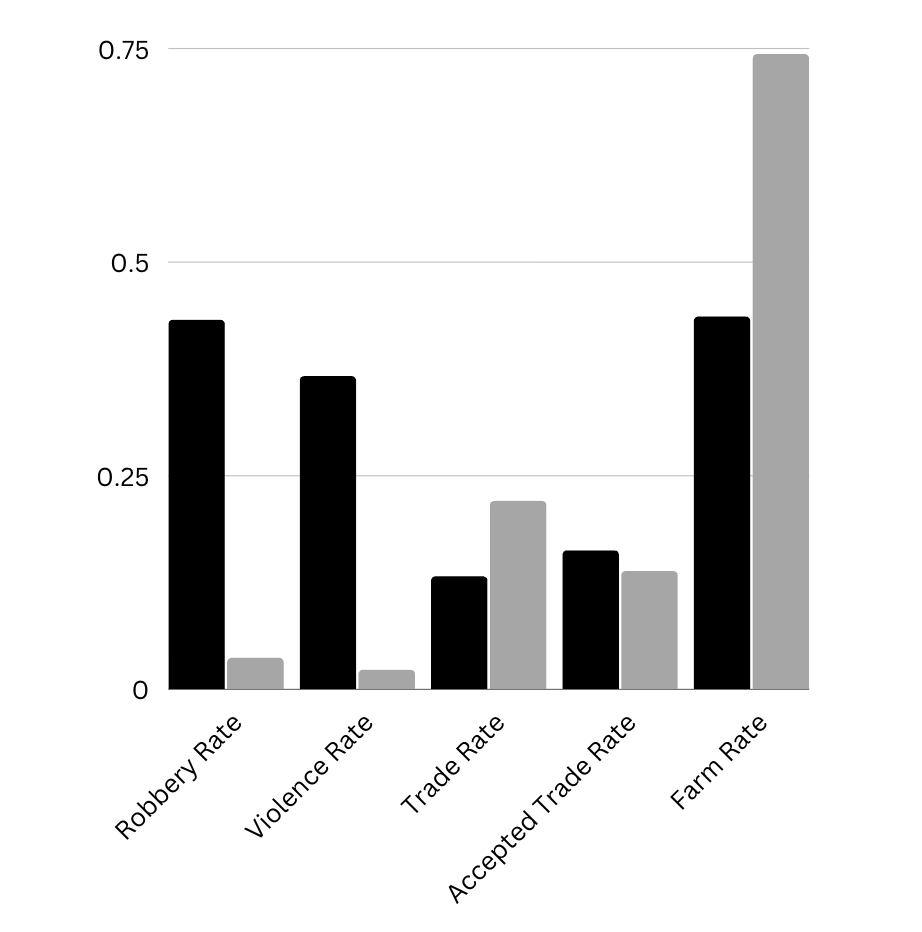 0.75
0.5
0.25
0
Robbery Rate
Violence Rate
Trade Rate
Accepted Trade Rate
Farm Rate